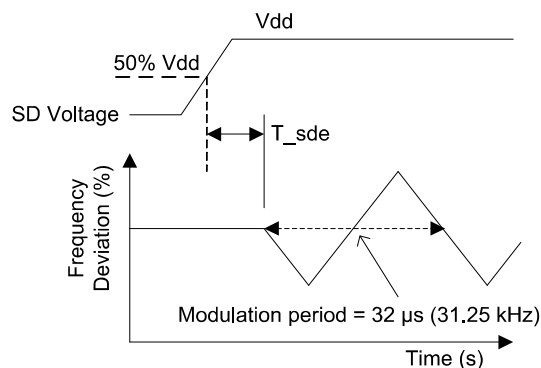 Vdd
50% Vdd
SD Voltage
T_sde
Frequency
Deviation (%)
Modulation period = 32 µs (31.25 kHz)
Time (s)